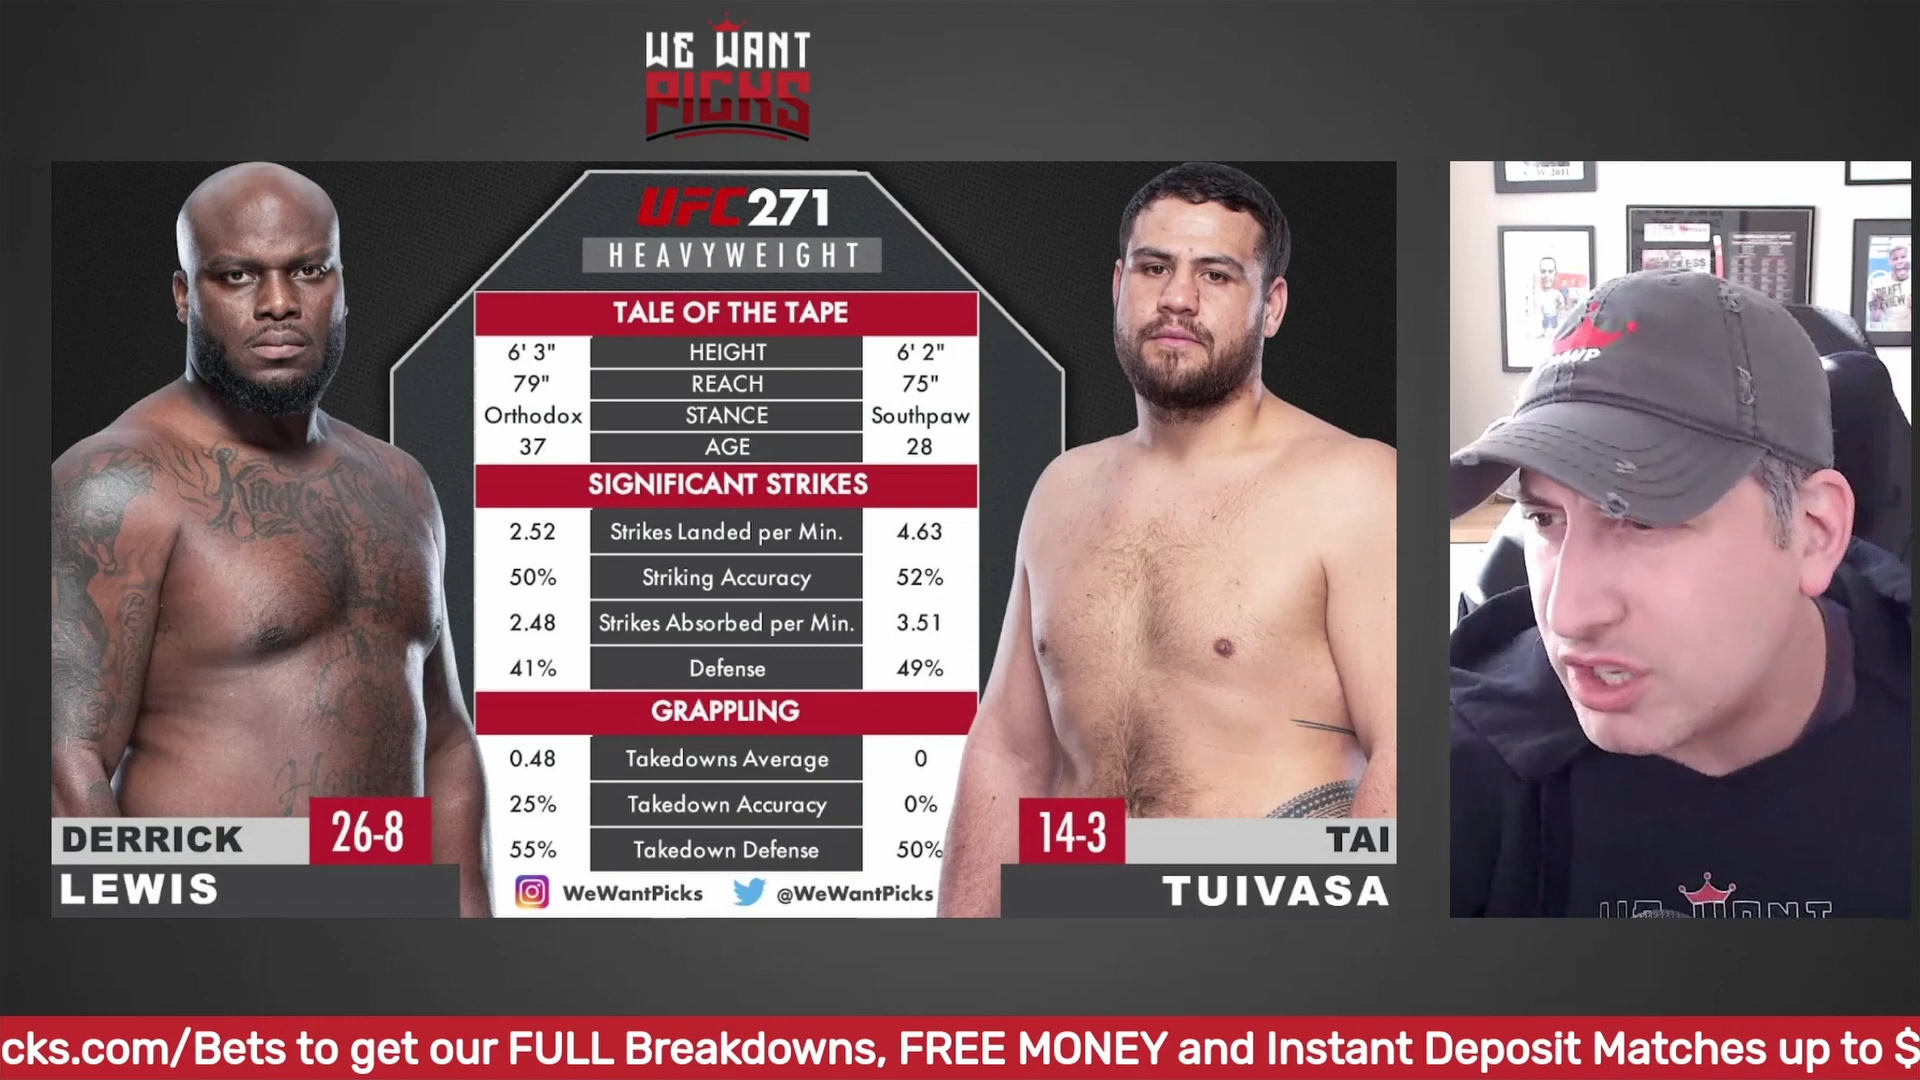 WE WANT
PICKS
UFC 271
HEAVYWEIGHT
TALE OF THE TAPE
6' 3" HEIGHT 6' 2"
79" REACH 75"
Orthodox STANCE Southpaw
37 AGE 28
SIGNIFICANT STRIKES
2.52 Strikes Landed per Min. 4.63
50% Striking Accuracy 52%
2.48 Strikes Absorbed per Min. 3.51
41% Defense 49%
GRAPPLING
0.48 Takedowns Average 0
25% Takedown Accuracy 0%
55% Takedown Defense 50%
WeWantPicks @WeWantPicks
DERRICK 26-8
LEWIS
14-3 TAI
TUIVASA
WWP
WE WANT
cks.com/Bets to get our FULL Breakdowns, FREE MONEY and Instant Deposit Matches up to $